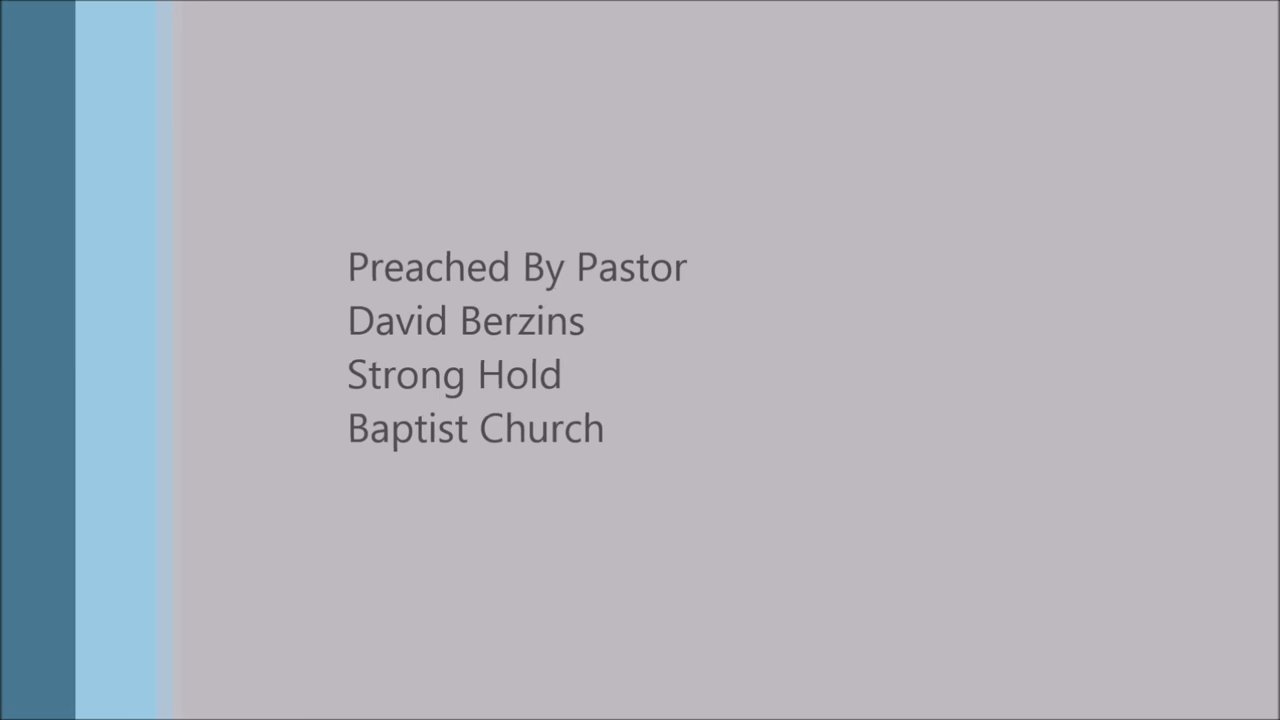 Preached By Pastor
David Berzins
Strong Hold
Baptist Church